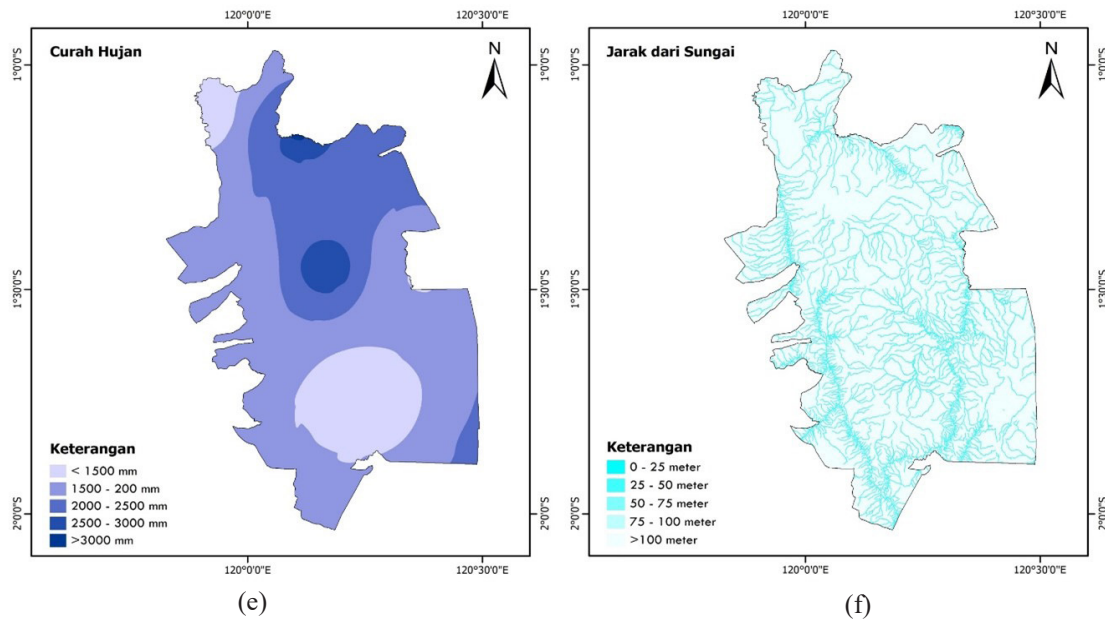 120°0'0"E 120°30'0"E
Curah Hujan
N
1°0'0"S
1°0'0"S
1°30'0"S
1°30'0"S
2°0'0"S
2°0'0"S
Keterangan
< 1500 mm
1500 - 200 mm
2000 - 2500 mm
2500 - 3000 mm
>3000 mm
120°0'0"E 120°30'0"E
(e)
120°0'0"E 120°30'0"E
Jarak dari Sungai
N
1°0'0"S
1°0'0"S
1°30'0"S
1°30'0"S
2°0'0"S
2°0'0"S
Keterangan
0 - 25 meter
25 - 50 meter
50 - 75 meter
75 - 100 meter
>100 meter
120°0'0"E 120°30'0"E
(f)